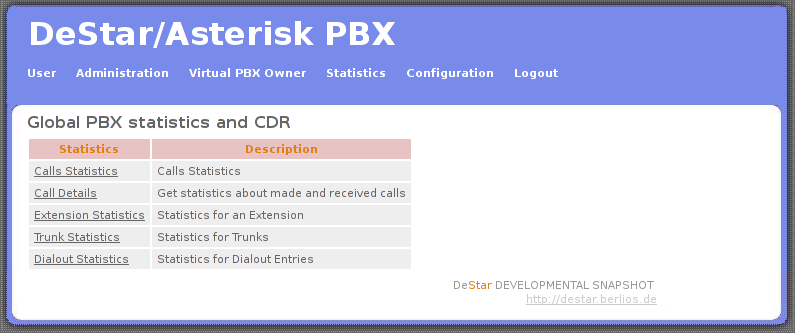 DeStar/Asterisk PBX
User Administration Virtual PBX Owner Statistics Configuration Logout
Global PBX statistics and CDR
Statistics Description
Calls Statistics Calls Statistics
Call Details Get statistics about made and received calls
Extension Statistics Statistics for an Extension
Trunk Statistics Statistics for Trunks
Dialout Statistics Statistics for Dialout Entries
DeStar DEVELOPMENTAL SNAPSHOT
http://destar.berlios.de